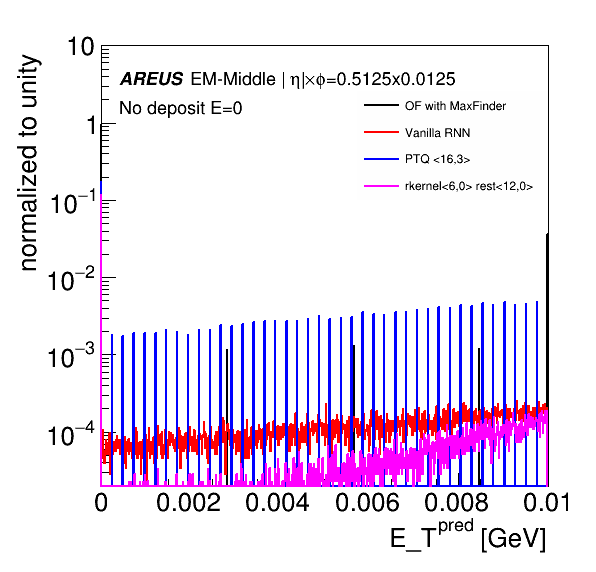 10
1
10⁻¹
10⁻²
10⁻³
10⁻⁴
normalized to unity
AREUS EM-Middle | η|×ϕ=0.5125x0.0125
No deposit E=0
OF with MaxFinder
Vanilla RNN
PTQ <16,3>
rkernel<6,0> rest<12,0>
0 0.002 0.004 0.006 0.008 0.01
E_T^pred [GeV]